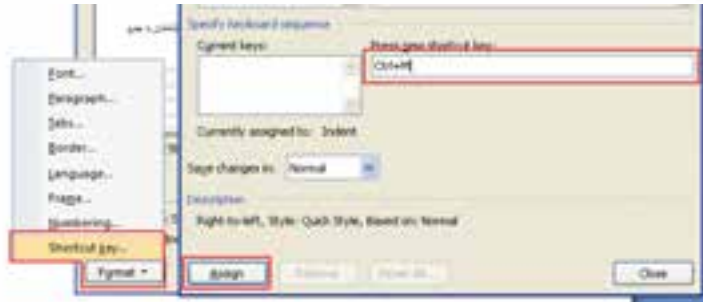 Font...
Paragraph...
Tabs...
Border...
Language...
Frame...
Numbering...
Shortcut key...
Format
Specify keyboard sequence
Current keys:
Press new shortcut key:
Ctrl+M
Currently assigned to: Indent
Save changes in: Normal
Description
Right-to-left, Style: Quick Style, Based on: Normal
Assign
Remove
Reset All...
Close